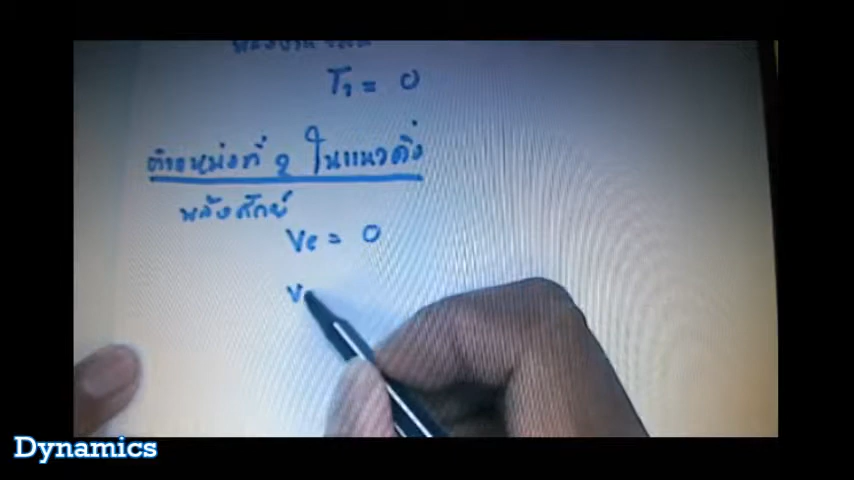 T₁ = 0
ตำแหน่งที่ 2 ในแนวดิ่ง
พลังศักย์
Ve = 0
V
Dynamics